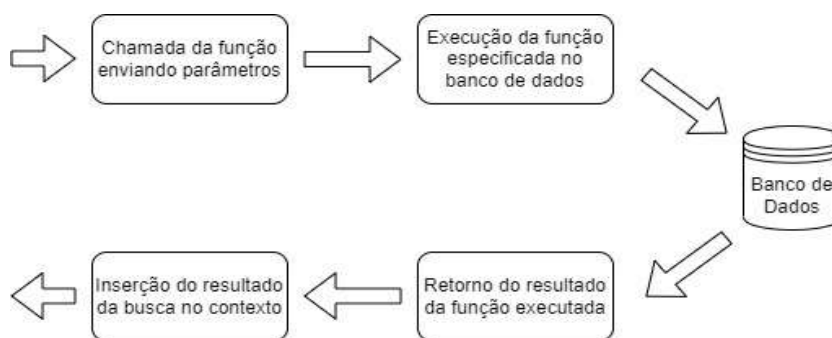 Chamada da função
enviando parâmetros
Execução da função
especificada no
banco de dados
Banco de
Dados
Inserção do resultado
da busca no contexto
Retorno do resultado
da função executada